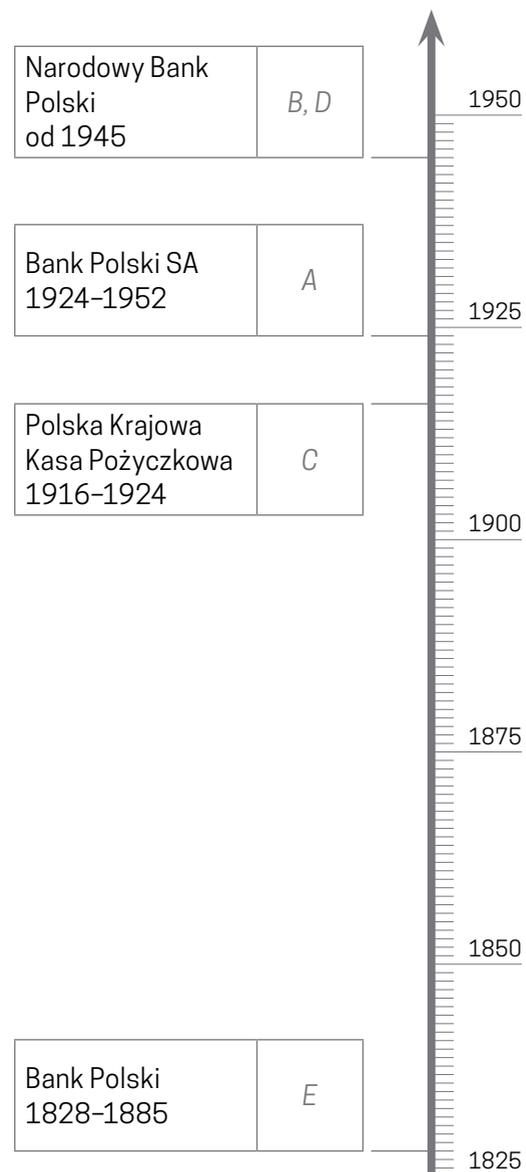 Narodowy Bank
Polski
od 1945
B, D
1950
Bank Polski SA
1924–1952
A
1925
Polska Krajowa
Kasa Pożyczkowa
1916–1924
C
1900
1875
1850
Bank Polski
1828–1885
E
1825